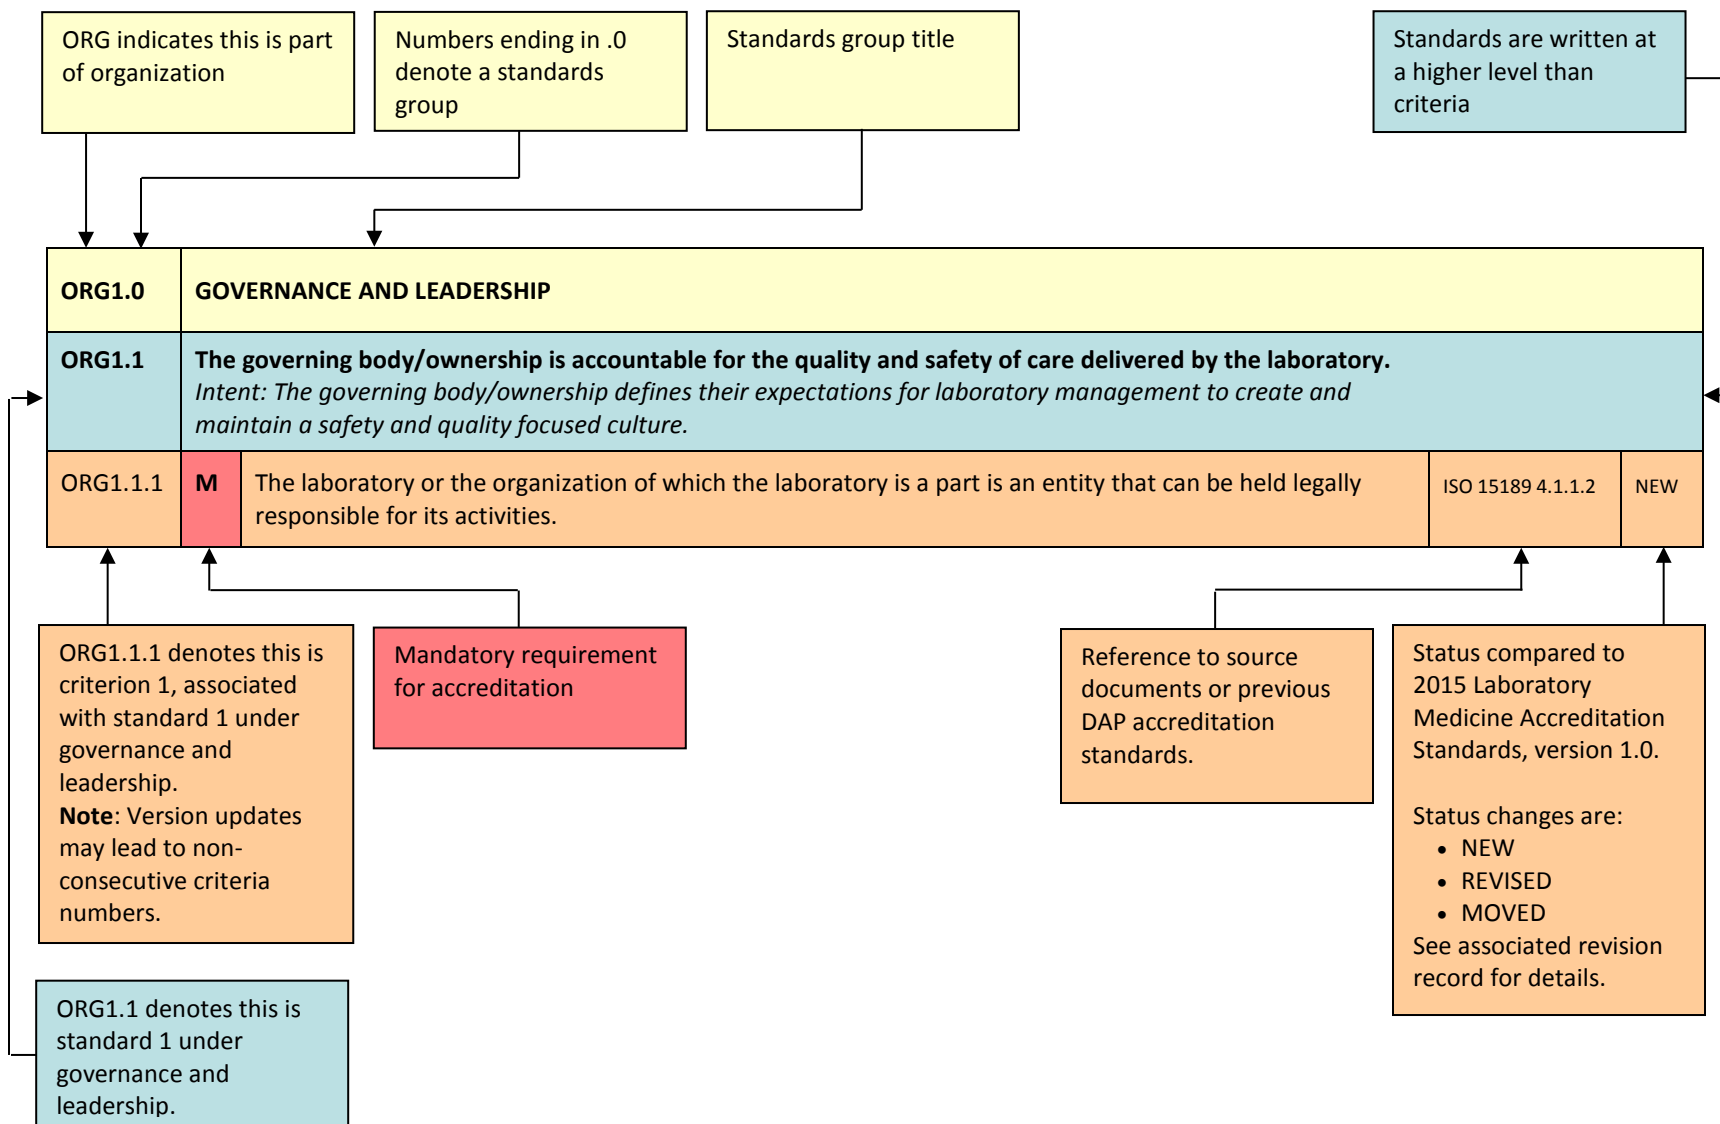 ORG indicates this is part
of organization
Numbers ending in .0
denote a standards
group
Standards group title
Standards are written at
a higher level than
criteria
ORG1.0
GOVERNANCE AND LEADERSHIP
ORG1.1
The governing body/ownership is accountable for the quality and safety of care delivered by the laboratory.
Intent: The governing body/ownership defines their expectations for laboratory management to create and
maintain a safety and quality focused culture.
ORG1.1.1
M
The laboratory or the organization of which the laboratory is a part is an entity that can be held legally
responsible for its activities.
ISO 15189 4.1.1.2
NEW
ORG1.1.1 denotes this is
criterion 1, associated
with standard 1 under
governance and
leadership.
Note: Version updates
may lead to non-
consecutive criteria
numbers.
Mandatory requirement
for accreditation
Reference to source
documents or previous
DAP accreditation
standards.
Status compared to
2015 Laboratory
Medicine Accreditation
Standards, version 1.0.
Status changes are:
• NEW
• REVISED
• MOVED
See associated revision
record for details.
ORG1.1 denotes this is
standard 1 under
governance and
leadership.